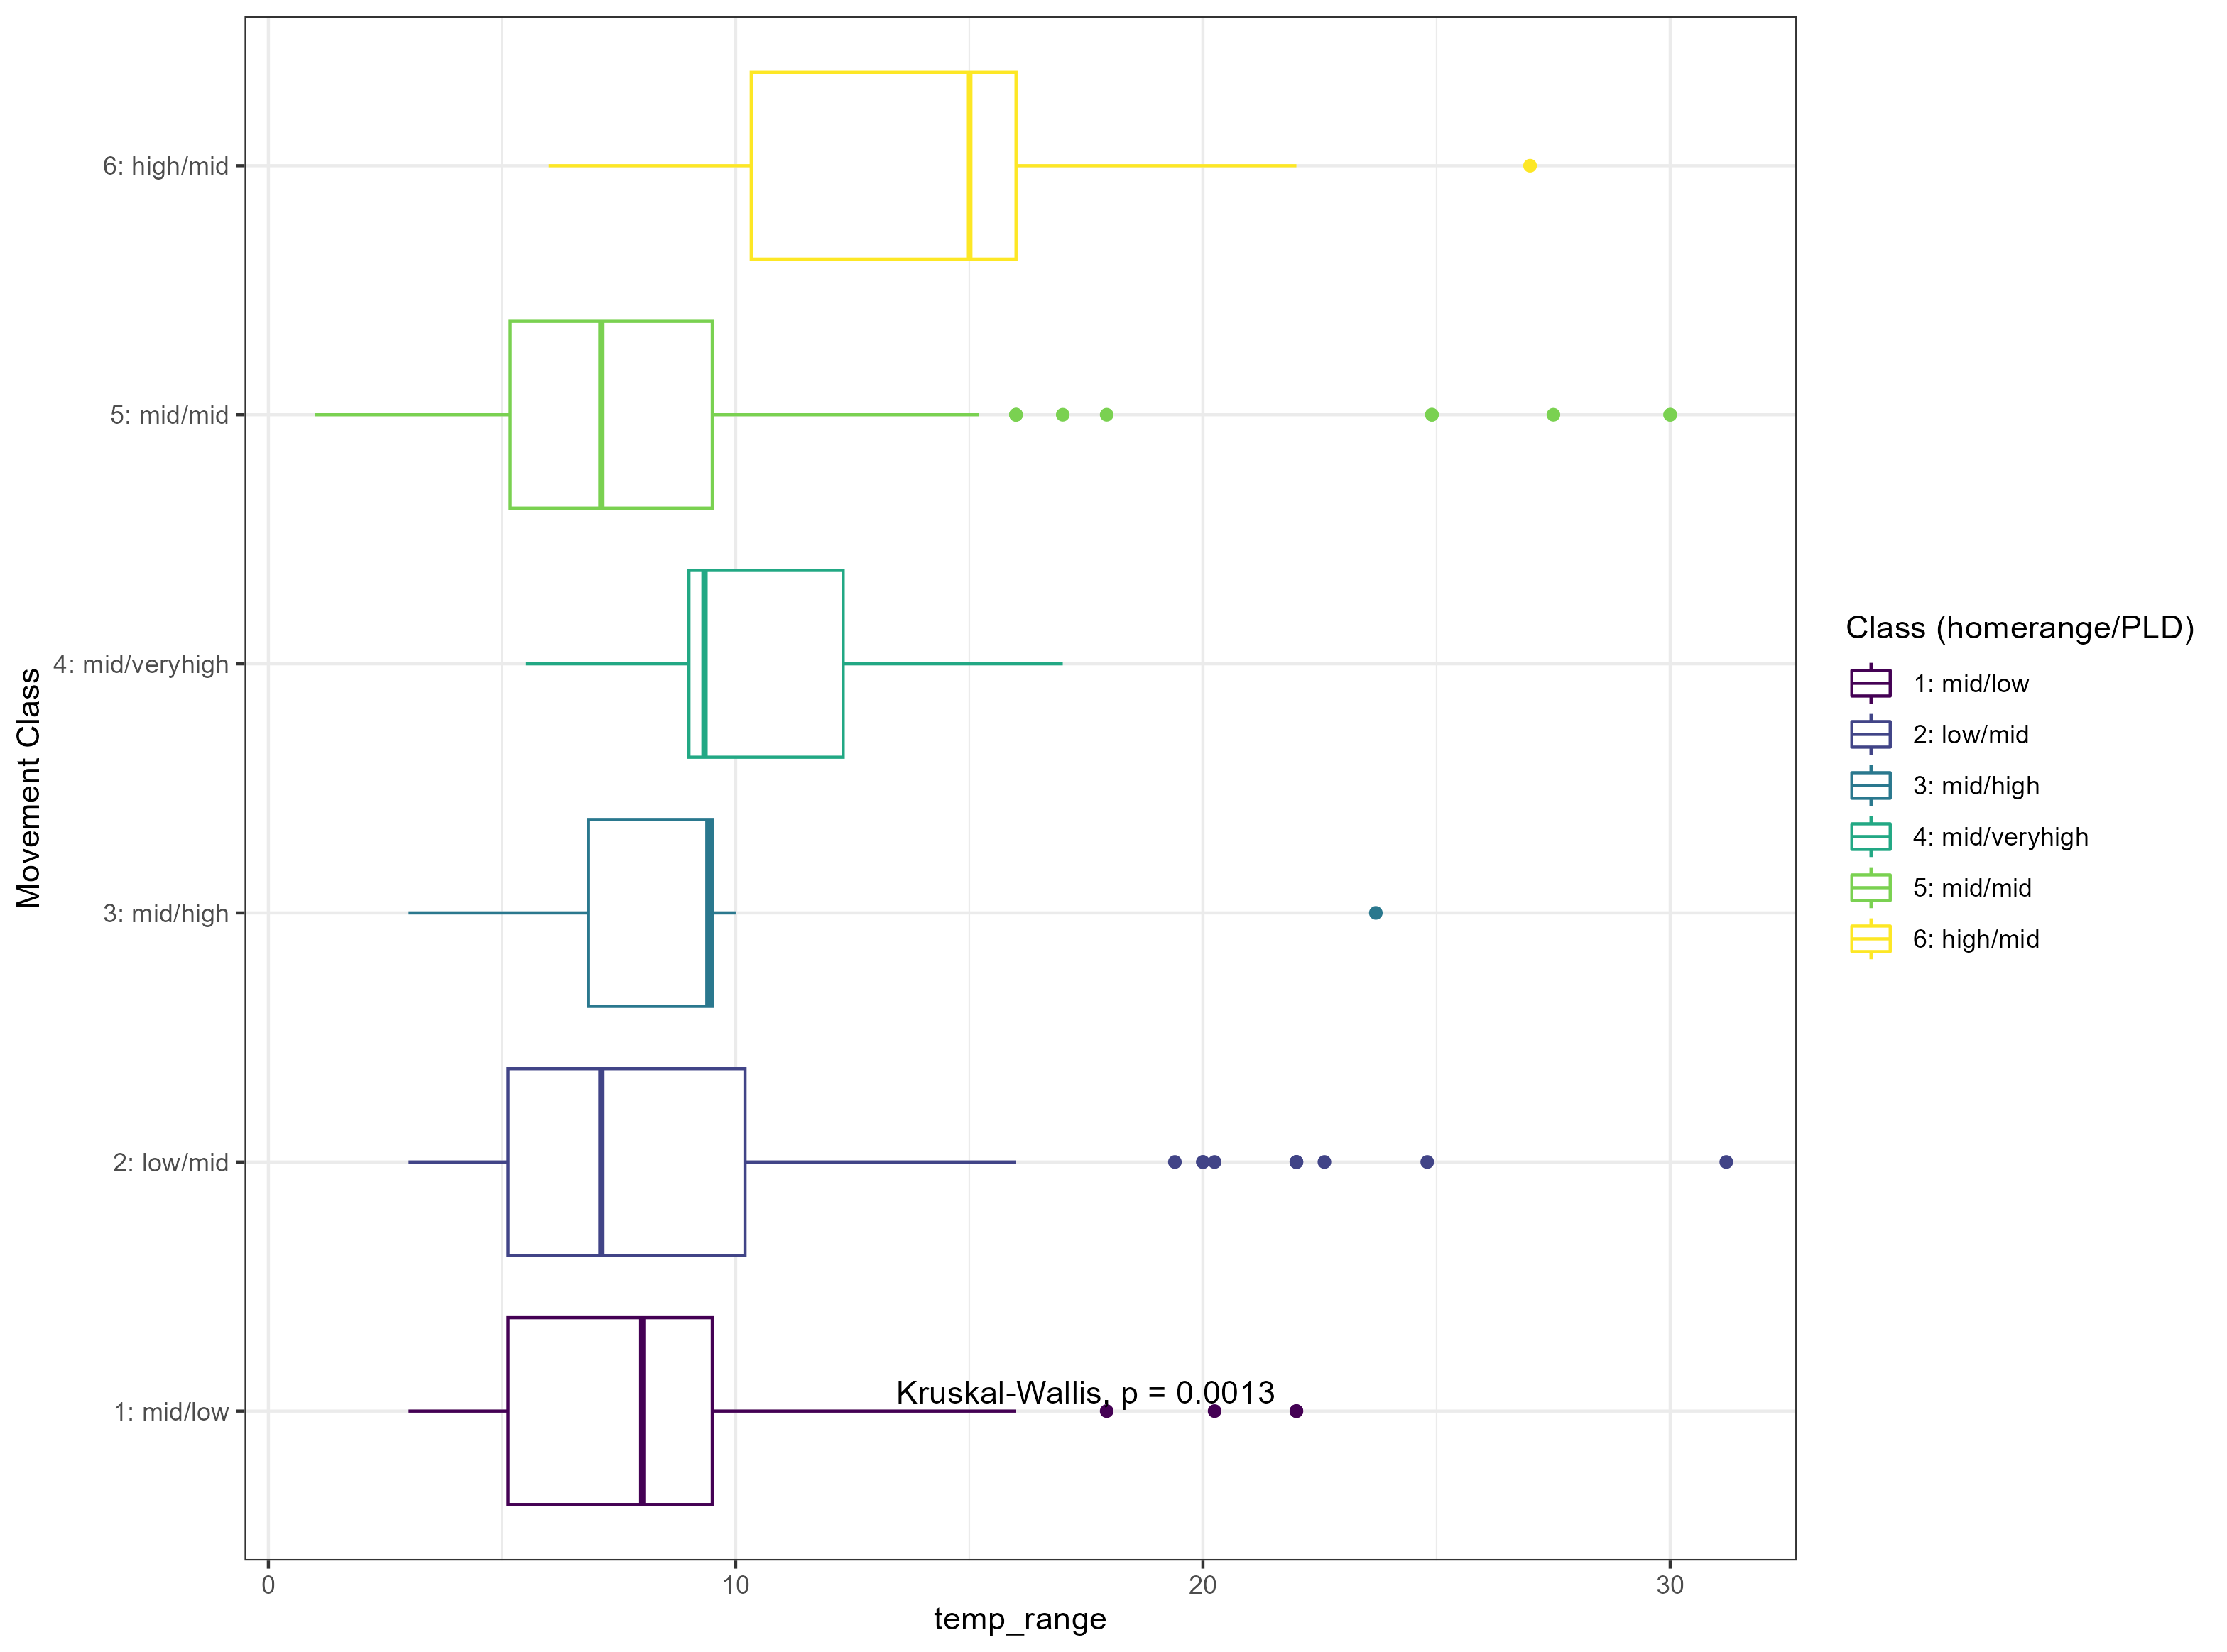 Movement Class
6: high/mid
5: mid/mid
4: mid/veryhigh
3: mid/high
2: low/mid
1: mid/low
Kruskal-Wallis, p = 0.0013
0 10 20 30
temp_range
Class (homerange/PLD)
1: mid/low
2: low/mid
3: mid/high
4: mid/veryhigh
5: mid/mid
6: high/mid